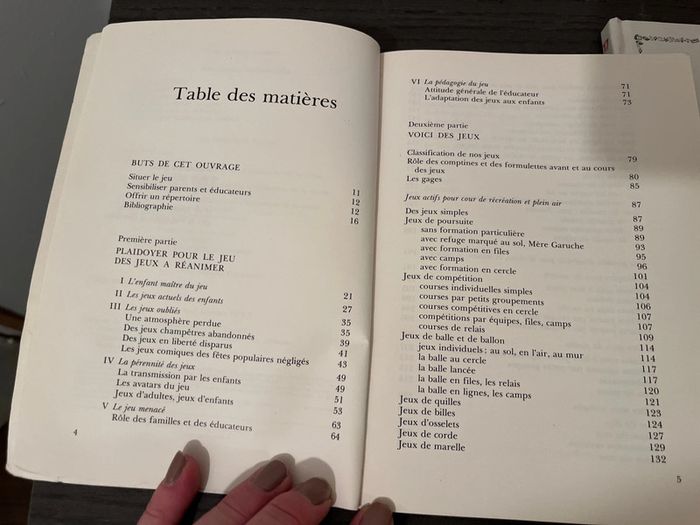 Table des matières
BUTS DE CET OUVRAGE
Situer le jeu 11
Sensibiliser parents et éducateurs 12
Offrir un répertoire 12
Bibliographie 16
Première partie
PLAIDOYER POUR LE JEU
DES JEUX A RÉANIMER
I L'enfant maître du jeu 21
II Les jeux actuels des enfants 27
III Les jeux oubliés 35
Une atmosphère perdue 35
Des jeux champêtres abandonnés 39
Des jeux en liberté disparus 41
Les jeux comiques des fêtes populaires négligés 43
IV La pérennité des jeux 49
La transmission par les enfants 49
Les avatars du jeu 51
Jeux d'adultes, jeux d'enfants 53
V Le jeu menacé 63
Rôle des familles et des éducateurs 64
4
VI La pédagogie du jeu 71
Attitude générale de l'éducateur 71
L'adaptation des jeux aux enfants 73
Deuxième partie
VOICI DES JEUX
Classification de nos jeux 79
Rôle des comptines et des formulettes avant et au cours
des jeux 80
Les gages 85
Jeux actifs pour cour de récréation et plein air 87
Des jeux simples 87
Jeux de poursuite 89
sans formation particulière 89
avec refuge marqué au sol, Mère Garuche 93
avec formation en files 95
avec camps 96
avec formation en cercle 101
Jeux de compétition 104
courses individuelles simples 104
courses par petits groupements 106
courses compétitives en cercle 107
compétitions par équipes, files, camps 107
courses de relais 109
Jeux de balle et de ballon 114
jeux individuels : au sol, en l'air, au mur 114
la balle au cercle 117
la balle lancée 117
la balle en files, les relais 120
la balle en lignes, les camps 121
Jeux de quilles 123
Jeux de billes 124
Jeux d'osselets 127
Jeux de corde 129
Jeux de marelle 132
5